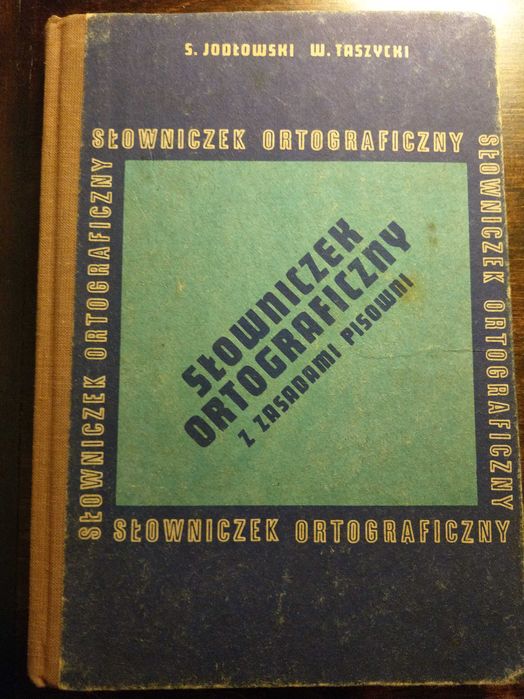 S. JODŁOWSKI W. TASZYCKI
SŁOWNICZEK ORTOGRAFICZNY
SŁOWNICZEK ORTOGRAFICZNY
SŁOWNICZEK ORTOGRAFICZNY
SŁOWNICZEK
ORTOGRAFICZNY
Z ZASADAMI PISOWNI
SŁOWNICZEK ORTOGRAFICZNY